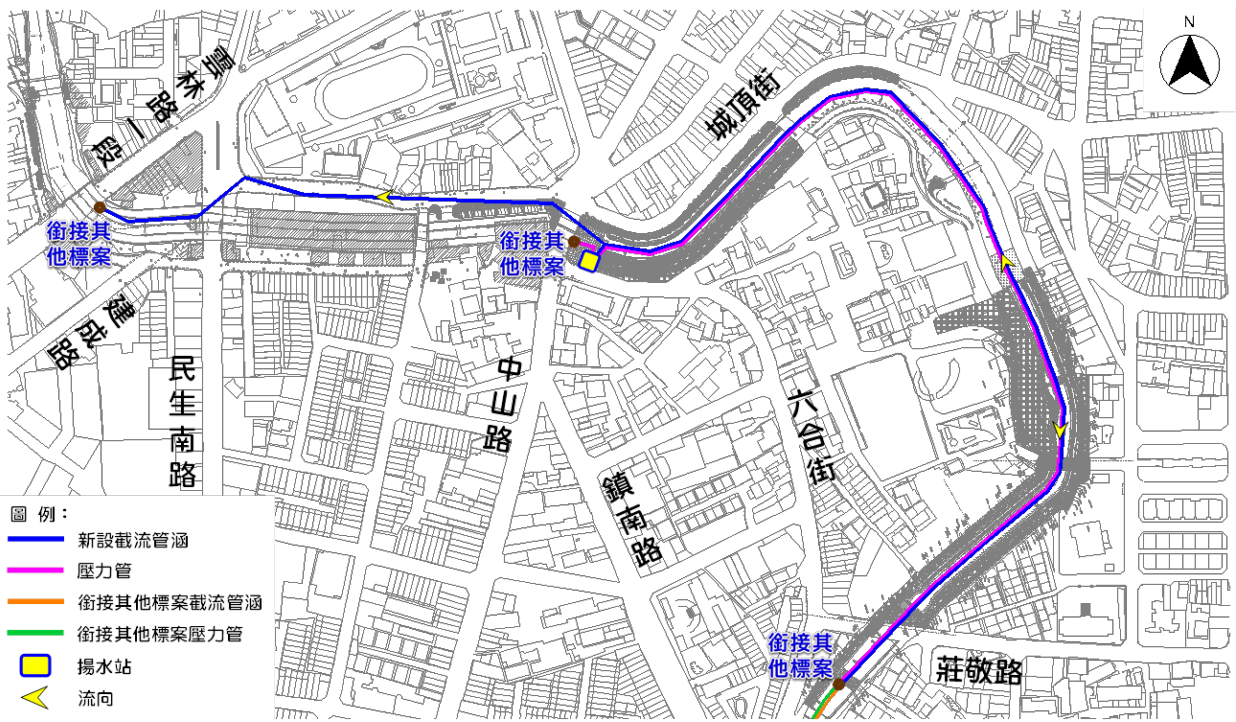 N
雲林路一段
城頂街
衔接其
他標案
衔接其
他標案
建成路
民生南路
中山路
六合街
鎮南路
圖 例：
新設截流管涵
壓力管
銜接其他標案截流管涵
銜接其他標案壓力管
揚水站
流向
銜接其
他標案
莊敬路